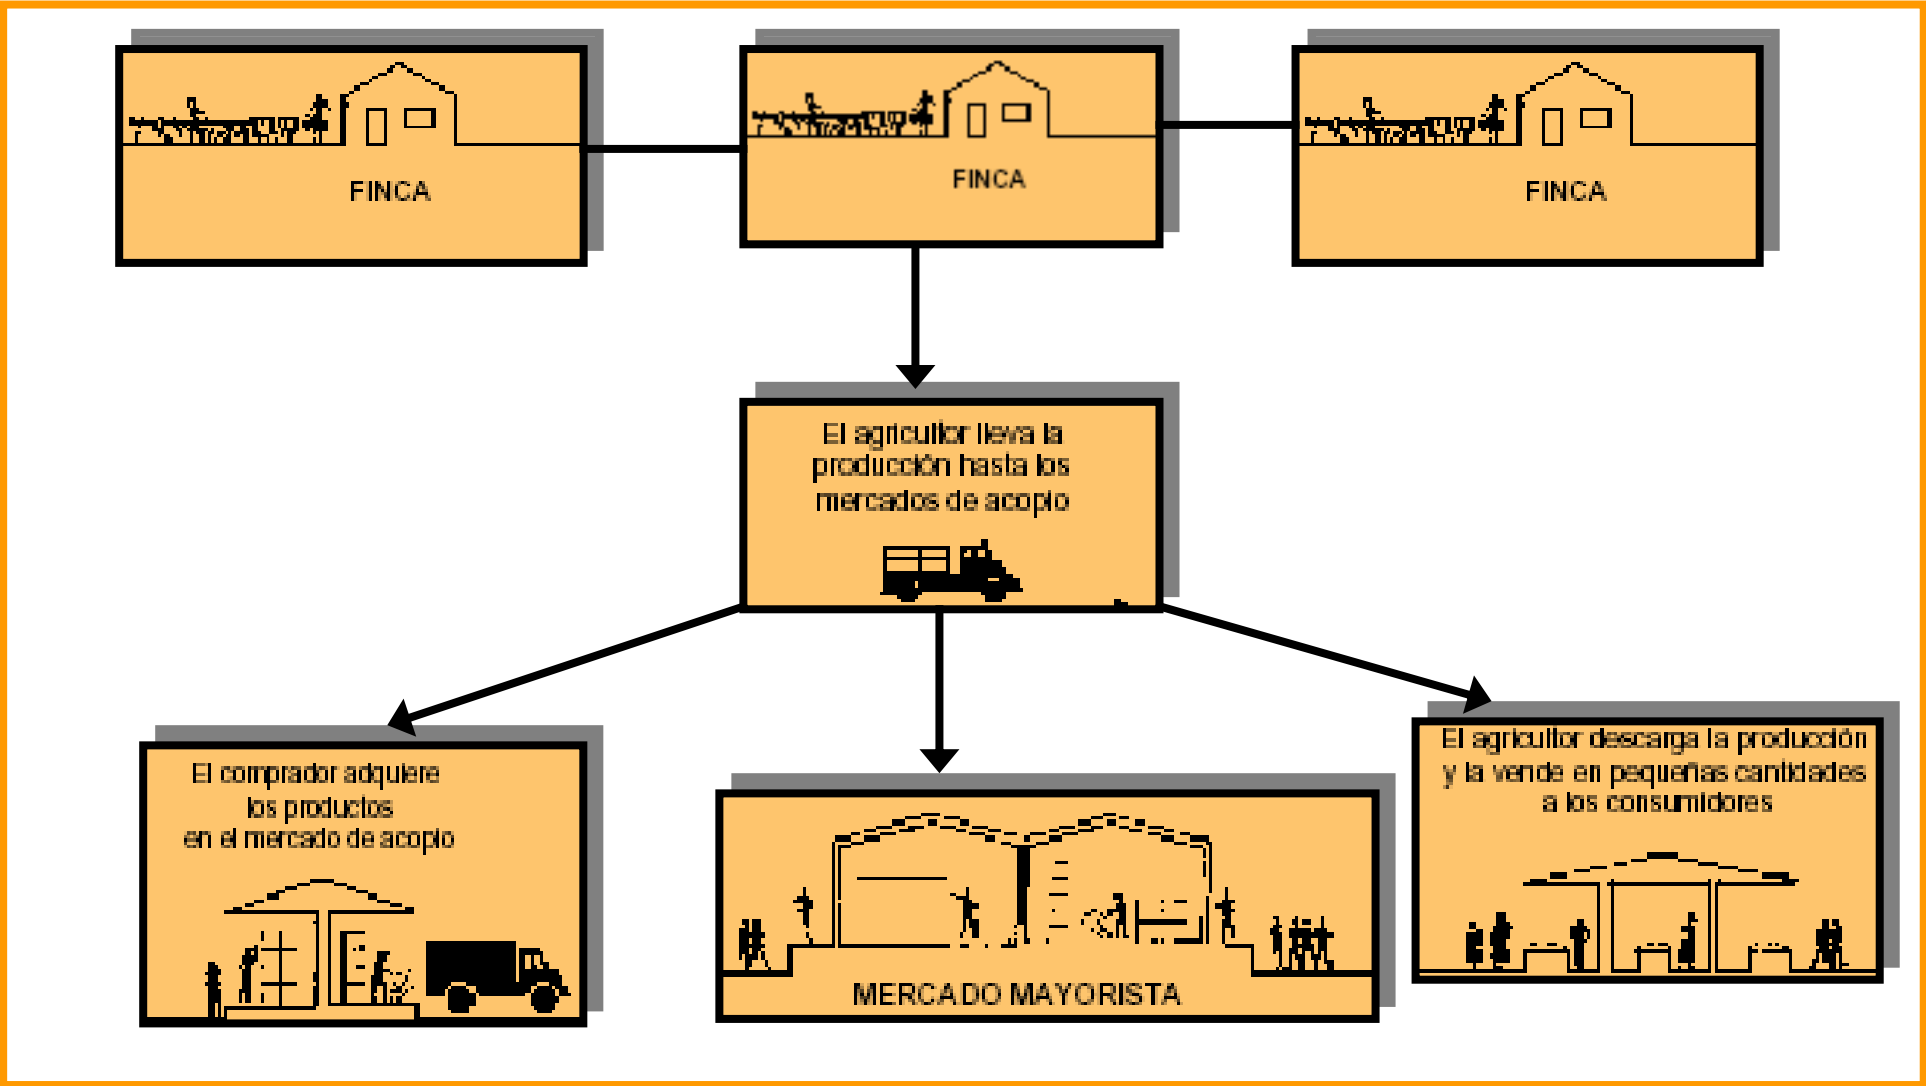 FINCA
FINCA
FINCA
El agricultor lleva la
producción hasta los
mercados de acopio
El comprador adquiere
los productos
en el mercado de acopio
MERCADO MAYORISTA
El agricultor descarga la producción
y la vende en pequeñas cantidades
a los consumidores